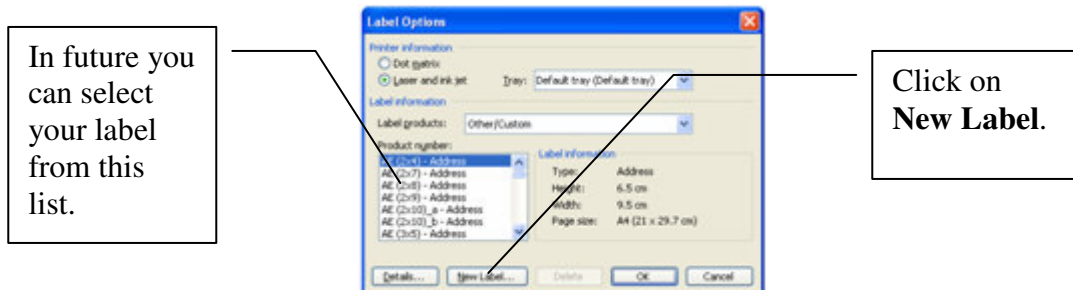 In future you
can select
your label
from this
list.
Label Options
Printer information
Dot matrix
Laser and ink jet
Tray: Default tray (Default tray)
Label information
Label products: Other/Custom
Product number:
AE (2x4) - Address
AE (2x7) - Address
AE (2x8) - Address
AE (2x9) - Address
AE (2x10)_a - Address
AE (2x10)_b - Address
AE (3x5) - Address
Label information
Type: Address
Height: 6.5 cm
Width: 9.5 cm
Page size: A4 (21 x 29.7 cm)
Details... New Label... Delete OK Cancel
Click on
New Label.